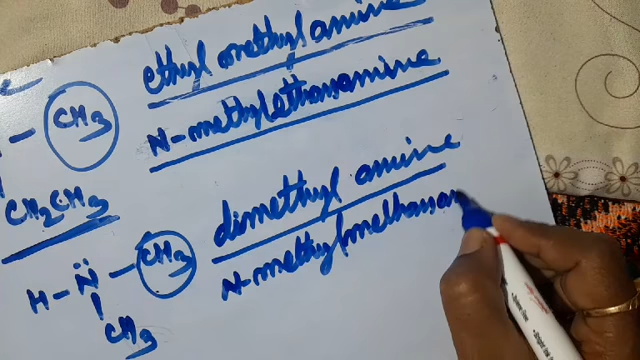 ethyl methyl amine
- CH3
N-methylethanamine
CH2CH3
dimethyl amine
H-N̈-CH3
N-methylmethanam
CH3